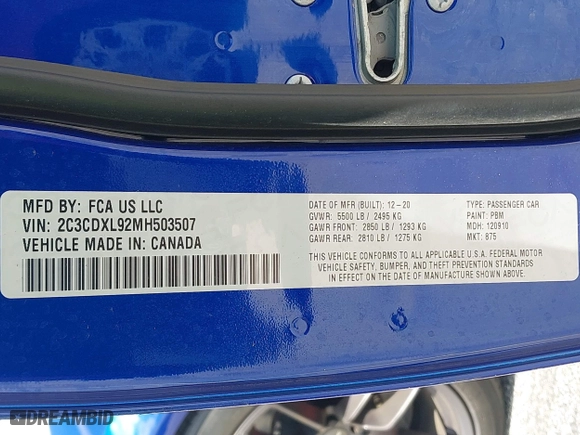 MFD BY: FCA US LLC
VIN: 2C3CDXL92MH503507
VEHICLE MADE IN: CANADA
DATE OF MFR (BUILT): 12-20
GVWR: 5500 LB / 2495 KG
GAWR FRONT: 2850 LB / 1293 KG
GAWR REAR: 2810 LB / 1275 KG
TYPE: PASSENGER CAR
PAINT: PBM
MDH: 120910
MKT: 875
THIS VEHICLE CONFORMS TO ALL APPLICABLE U.S.A. FEDERAL MOTOR
VEHICLE SAFETY, BUMPER, AND THEFT PREVENTION STANDARDS
IN EFFECT ON THE DATE OF MANUFACTURE SHOWN ABOVE.
DREAMBID